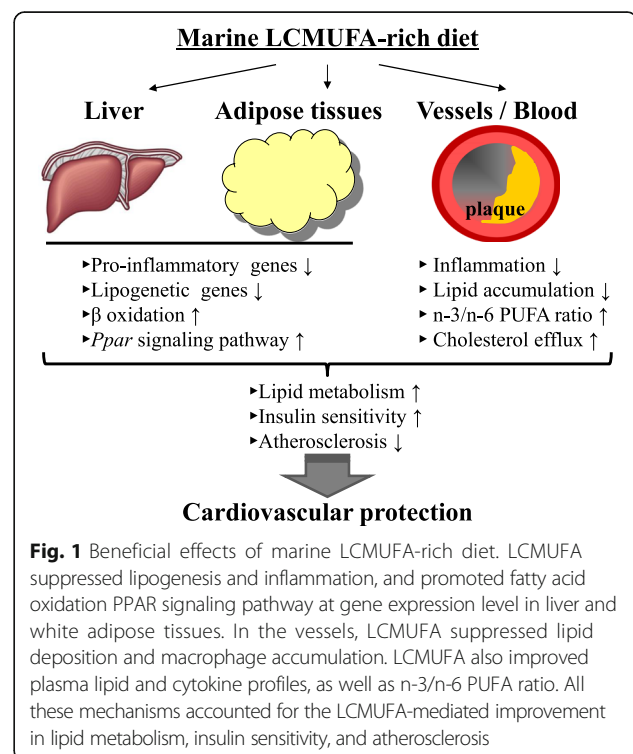 Marine LCMUFA-rich diet
Liver Adipose tissues Vessels / Blood
plaque
▸Pro-inflammatory genes ↓
▸Lipogenetic genes ↓
▸β oxidation ↑
▸Ppar signaling pathway ↑
▸ Inflammation ↓
▸ Lipid accumulation ↓
▸ n-3/n-6 PUFA ratio ↑
▸ Cholesterol efflux ↑
▸Lipid metabolism ↑
▸Insulin sensitivity ↑
▸Atherosclerosis ↓
Cardiovascular protection
Fig. 1 Beneficial effects of marine LCMUFA-rich diet. LCMUFA
suppressed lipogenesis and inflammation, and promoted fatty acid
oxidation PPAR signaling pathway at gene expression level in liver and
white adipose tissues. In the vessels, LCMUFA suppressed lipid
deposition and macrophage accumulation. LCMUFA also improved
plasma lipid and cytokine profiles, as well as n-3/n-6 PUFA ratio. All
these mechanisms accounted for the LCMUFA-mediated improvement
in lipid metabolism, insulin sensitivity, and atherosclerosis